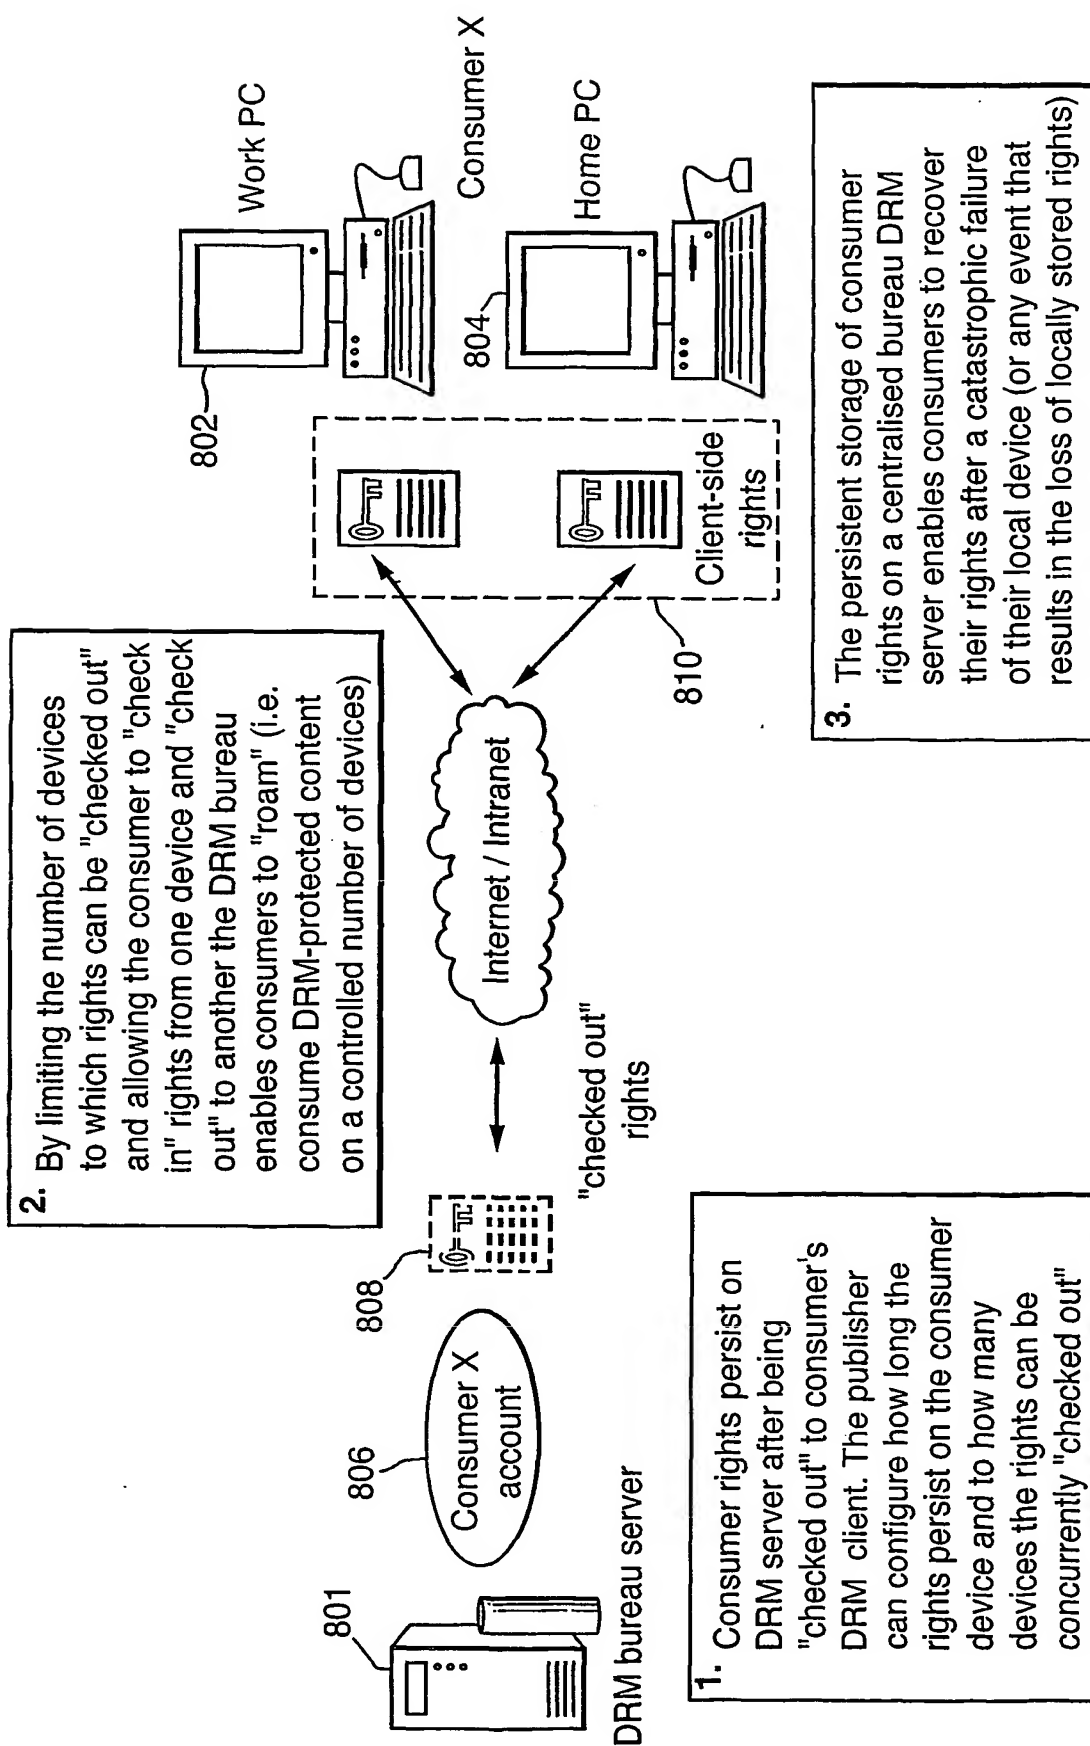 2. By limiting the number of devices
to which rights can be "checked out"
and allowing the consumer to "check
in" rights from one device and "check
out" to another the DRM bureau
enables consumers to "roam" (i.e.
consume DRM-protected content
on a controlled number of devices)
802
Work PC
Consumer X
804
Home PC
801
DRM bureau server
806
Consumer X
account
808
"checked out"
rights
Internet / Intranet
Client-side
rights
810
1. Consumer rights persist on
DRM server after being
"checked out" to consumer's
DRM client. The publisher
can configure how long the
rights persist on the consumer
device and to how many
devices the rights can be
concurrently "checked out"
3. The persistent storage of consumer
rights on a centralised bureau DRM
server enables consumers to recover
their rights after a catastrophic failure
of their local device (or any event that
results in the loss of locally stored rights)